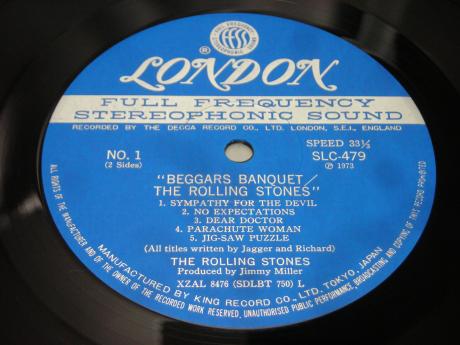 FULL FREQUENCY STEREOPHONIC SOUND
ffss
®
LONDON
FULL FREQUENCY
STEREOPHONIC SOUND
RECORDED BY THE DECCA RECORD CO., LTD. LONDON, S.E.I., ENGLAND
NO. 1
(2 Sides)
SPEED 33⅓
SLC-479
Ⓟ 1973
"BEGGARS BANQUET/
THE ROLLING STONES"
1. SYMPATHY FOR THE DEVIL
2. NO EXPECTATIONS
3. DEAR DOCTOR
4. PARACHUTE WOMAN
5. JIG-SAW PUZZLE
(All titles written by Jagger and Richard)
THE ROLLING STONES
Produced by Jimmy Miller
XZAL 8476 (SDLBT 750) L
MANUFACTURED BY KING RECORD CO., LTD. TOKYO, JAPAN
ALL RIGHTS OF THE MANUFACTURER AND OF THE OWNER OF THE RECORDED WORK RESERVED. UNAUTHORISED PUBLIC PERFORMANCE, BROADCASTING AND COPYING OF THIS RECORD PROHIBITED